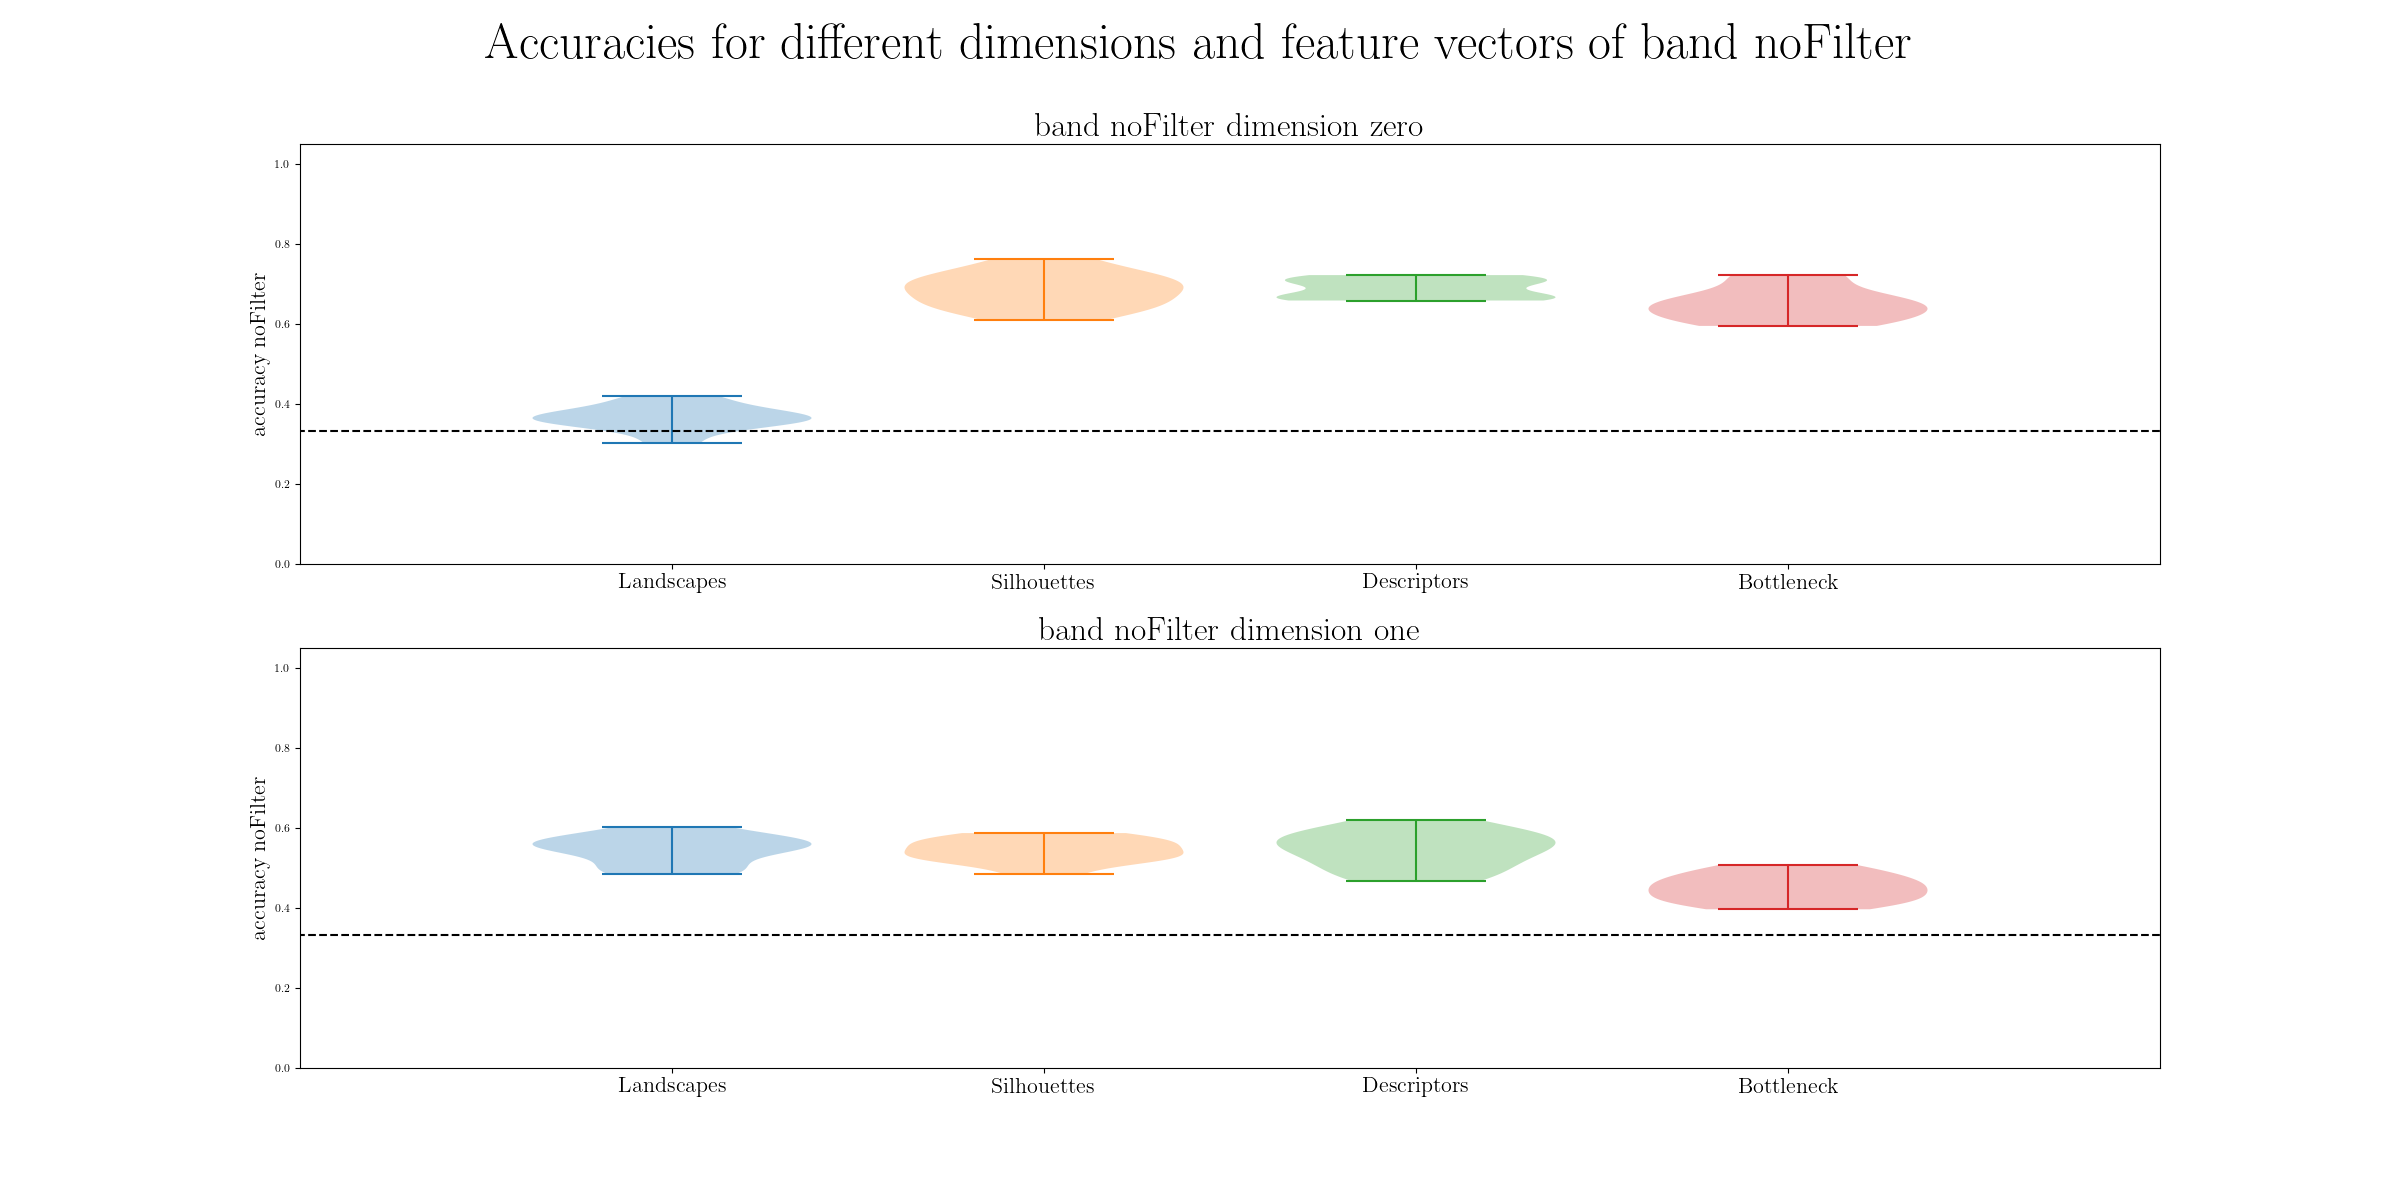 Accuracies for different dimensions and feature vectors of band noFilter
band noFilter dimension zero
accuracy noFilter
1.0
0.8
0.6
0.4
0.2
0.0
Landscapes Silhouettes Descriptors Bottleneck
band noFilter dimension one
accuracy noFilter
1.0
0.8
0.6
0.4
0.2
0.0
Landscapes Silhouettes Descriptors Bottleneck